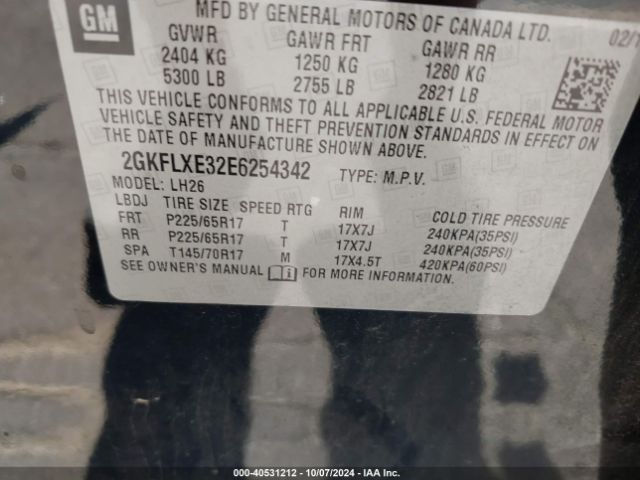 GM
MFD BY GENERAL MOTORS OF CANADA LTD. 02/1
GVWR GAWR FRT GAWR RR
2404 KG 1250 KG 1280 KG
5300 LB 2755 LB 2821 LB
THIS VEHICLE CONFORMS TO ALL APPLICABLE U.S. FEDERAL MOTOR
VEHICLE SAFETY AND THEFT PREVENTION STANDARDS IN EFFECT ON
THE DATE OF MANUFACTURE SHOWN ABOVE.
2GKFLXE32E6254342 TYPE: M.P.V.
MODEL: LH26
LBDJ TIRE SIZE SPEED RTG RIM COLD TIRE PRESSURE
FRT P225/65R17 T 17X7J 240KPA(35PSI)
RR P225/65R17 T 17X7J 240KPA(35PSI)
SPA T145/70R17 M 17X4.5T 420KPA(60PSI)
SEE OWNER'S MANUAL FOR MORE INFORMATION.
000-40531212 - 10/07/2024 - IAA Inc.